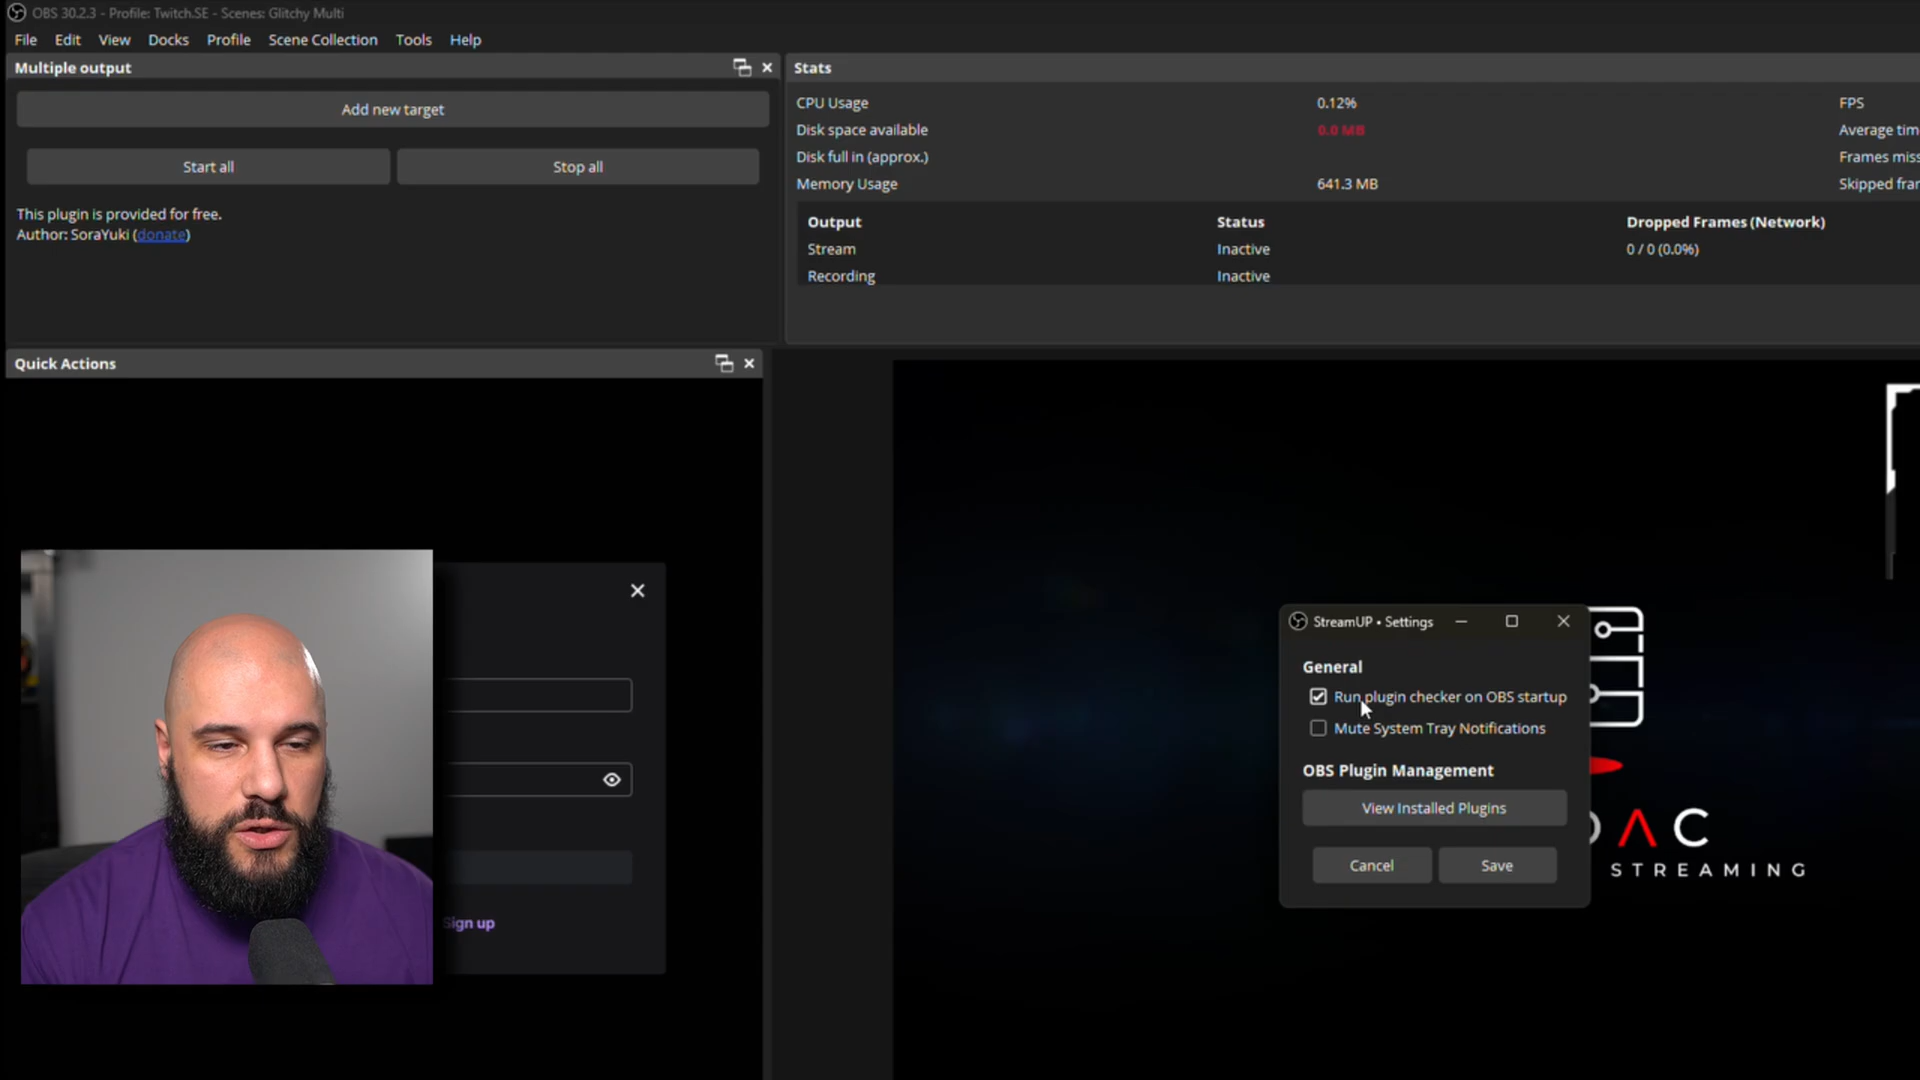 OBS 30.2.3 - Profile: Twitch.SE - Scenes: Glitchy Multi
File Edit View Docks Profile Scene Collection Tools Help
Multiple output
Add new target
Start all Stop all
This plugin is provided for free.
Author: SoraYuki (donate)
Stats
CPU Usage 0.12% FPS
Disk space available 0.0 MB Average tim
Disk full in (approx.) Frames miss
Memory Usage 641.3 MB Skipped fra
Output Status Dropped Frames (Network)
Stream Inactive 0 / 0 (0.0%)
Recording Inactive
Quick Actions
Sign up
StreamUP • Settings
General
Run plugin checker on OBS startup
Mute System Tray Notifications
OBS Plugin Management
View Installed Plugins
Cancel Save
C
STREAMING